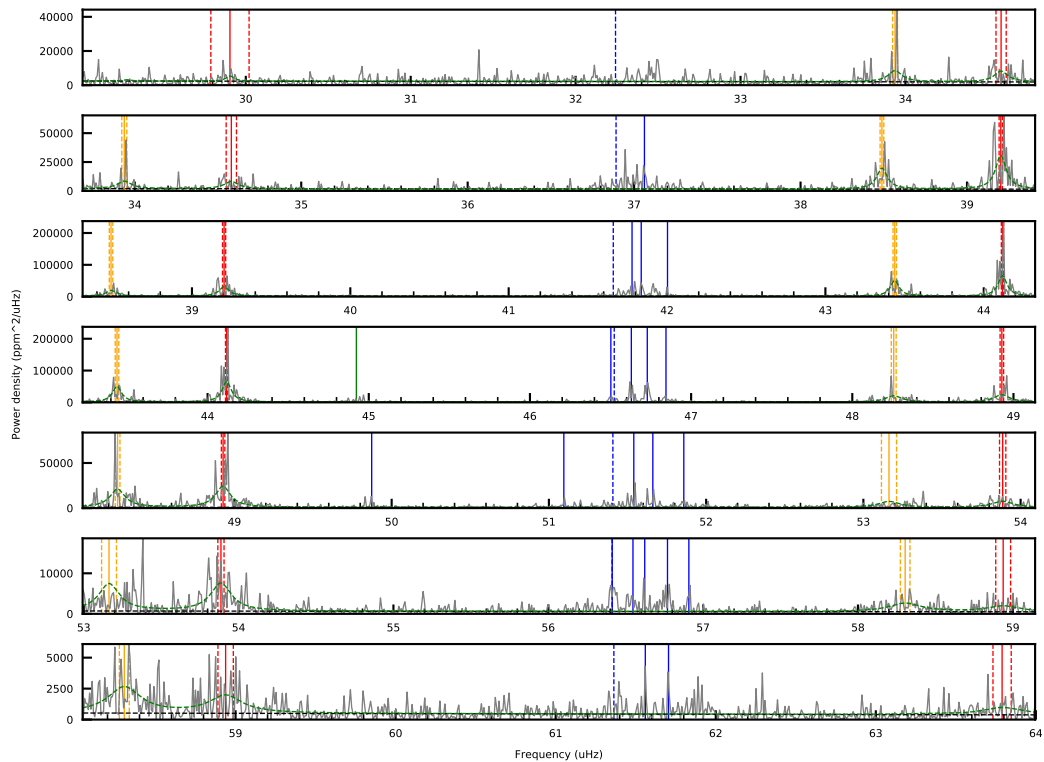 40000
20000
0
30 31 32 33 34
50000
25000
0
34 35 36 37 38 39
200000
100000
0
39 40 41 42 43 44
200000
100000
0
44 45 46 47 48 49
50000
0
49 50 51 52 53 54
10000
0
53 54 55 56 57 58 59
5000
2500
0
59 60 61 62 63 64
Power density (ppm^2/uHz)
Frequency (uHz)